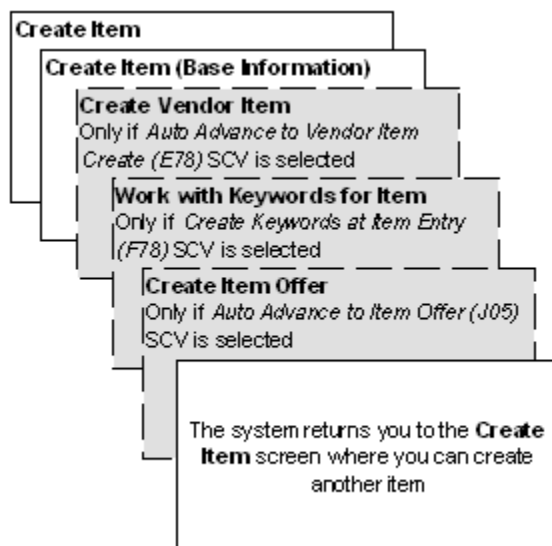 Create Item
Create Item (Base Information)
Create Vendor Item
Only if Auto Advance to Vendor Item
Create (E78) SCV is selected
Work with Keywords for Item
Only if Create Keywords at Item Entry
(F78) SCV is selected
Create Item Offer
Only if Auto Advance to Item Offer (J05)
SCV is selected
The system returns you to the Create
Item screen where you can create
another item